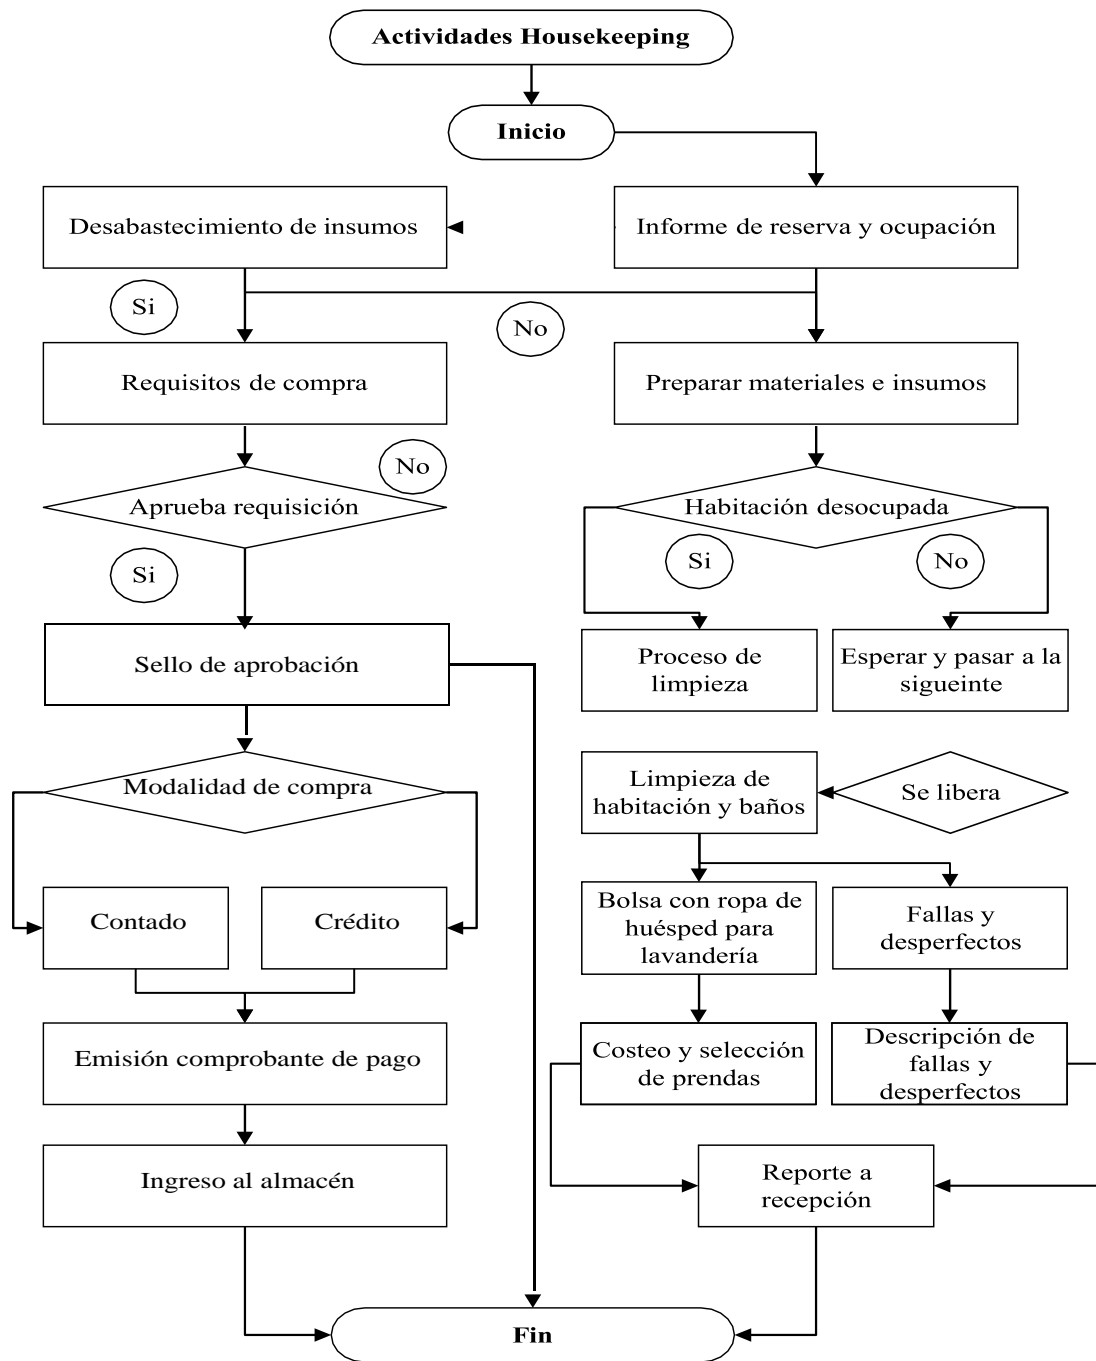 Actividades Housekeeping
Inicio
Desabastecimiento de insumos
Informe de reserva y ocupación
Si
No
Requisitos de compra
Preparar materiales e insumos
No
Aprueba requisición
Habitación desocupada
Si
Si
No
Sello de aprobación
Proceso de
limpieza
Esperar y pasar a la
sigueinte
Modalidad de compra
Limpieza de
habitación y baños
Se libera
Contado
Crédito
Bolsa con ropa de
huésped para
lavandería
Fallas y
desperfectos
Emisión comprobante de pago
Costeo y selección
de prendas
Descripción de
fallas y
desperfectos
Ingreso al almacén
Reporte a
recepción
Fin